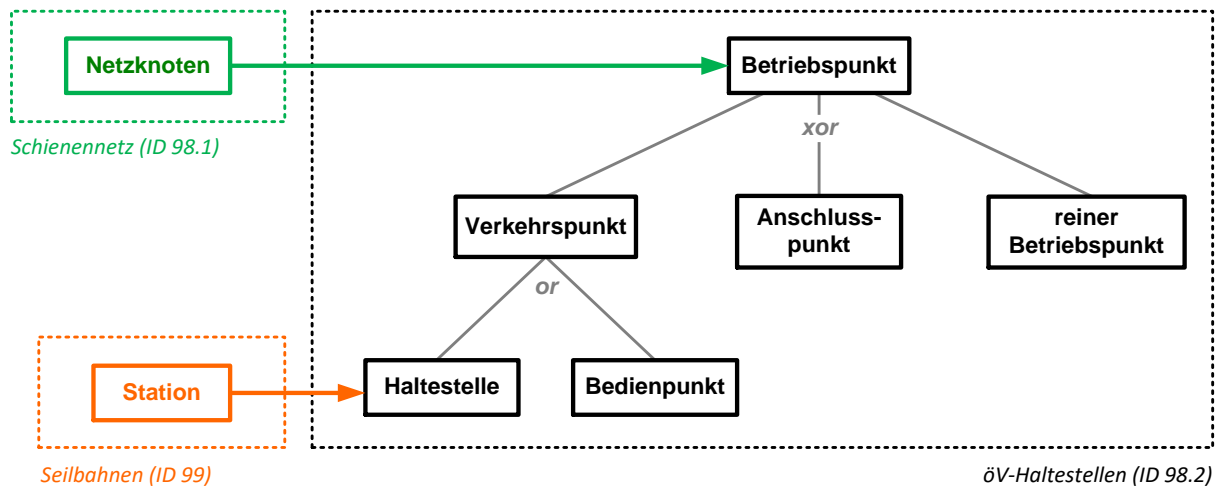 Netzknoten
Betriebspunkt
Schienennetz (ID 98.1)
xor
Verkehrspunkt
Anschluss-
punkt
reiner
Betriebspunkt
or
Station
Haltestelle
Bedienpunkt
Seilbahnen (ID 99)
öV-Haltestellen (ID 98.2)